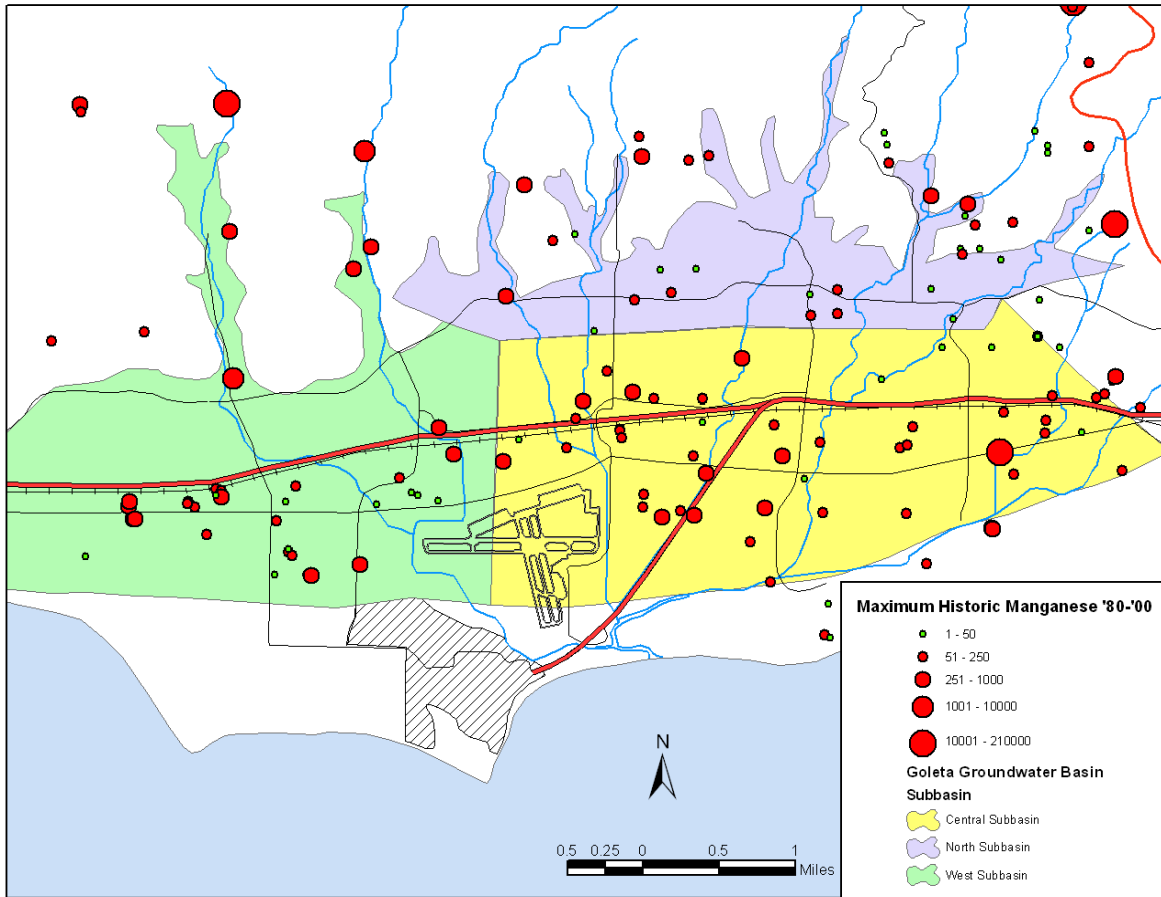 Maximum Historic Manganese '80-'00
1 - 50
51 - 250
251 - 1000
1001 - 10000
10001 - 210000
Goleta Groundwater Basin
Subbasin
Central Subbasin
North Subbasin
West Subbasin
N
0.5 0.25 0 0.5 1
Miles